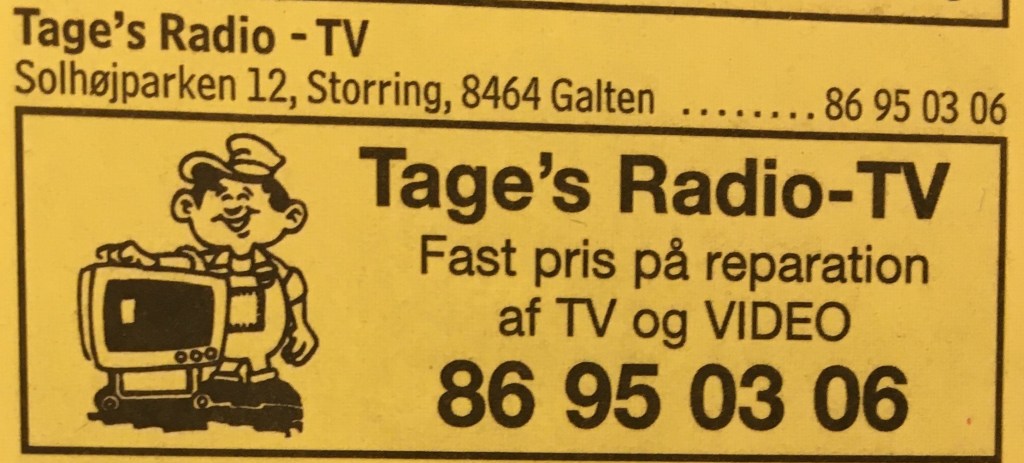 Tage's Radio - TV
Solhøjparken 12, Storring, 8464 Galten ........ 86 95 03 06
Tage's Radio-TV
Fast pris på reparation
af TV og VIDEO
86 95 03 06